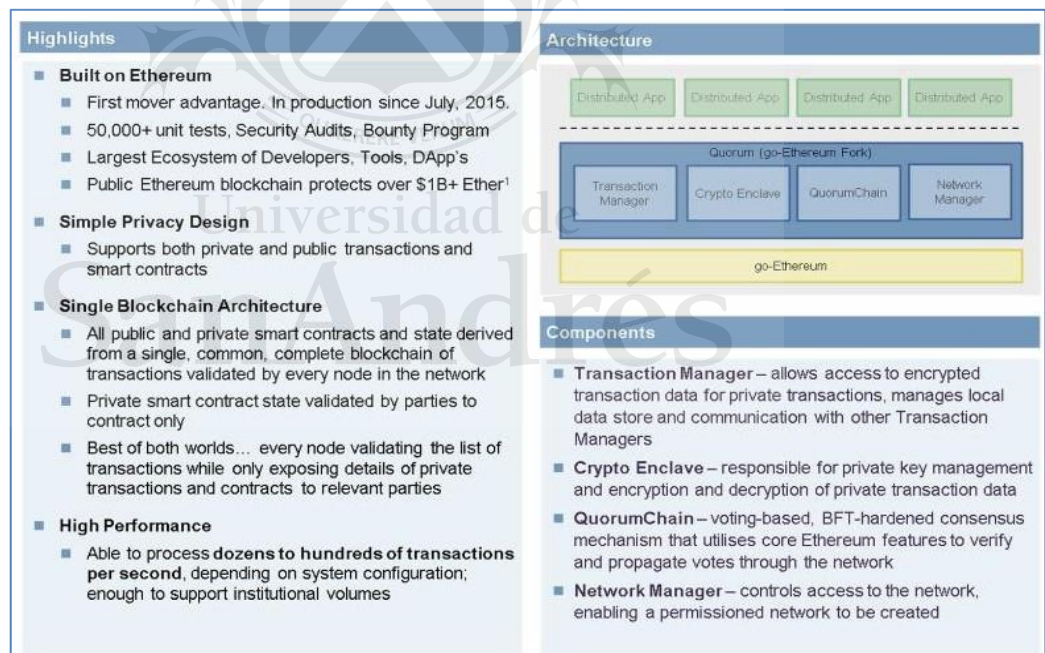 Highlights
Built on Ethereum
First mover advantage. In production since July, 2015.
50,000+ unit tests, Security Audits, Bounty Program
Largest Ecosystem of Developers, Tools, DApp's
Public Ethereum blockchain protects over $1B+ Ether¹
Simple Privacy Design
Supports both private and public transactions and
smart contracts
Single Blockchain Architecture
All public and private smart contracts and state derived
from a single, common, complete blockchain of
transactions validated by every node in the network
Private smart contract state validated by parties to
contract only
Best of both worlds... every node validating the list of
transactions while only exposing details of private
transactions and contracts to relevant parties
High Performance
Able to process dozens to hundreds of transactions
per second, depending on system configuration;
enough to support institutional volumes
Architecture
Distributed App
Distributed App
Distributed App
Distributed App
Quorum (go-Ethereum Fork)
Transaction
Manager
Crypto Enclave
QuorumChain
Network
Manager
go-Ethereum
Components
Transaction Manager – allows access to encrypted
transaction data for private transactions, manages local
data store and communication with other Transaction
Managers
Crypto Enclave – responsible for private key management
and encryption and decryption of private transaction data
QuorumChain – voting-based, BFT-hardened consensus
mechanism that utilises core Ethereum features to verify
and propagate votes through the network
Network Manager – controls access to the network,
enabling a permissioned network to be created
Universidad de
SanAndrés